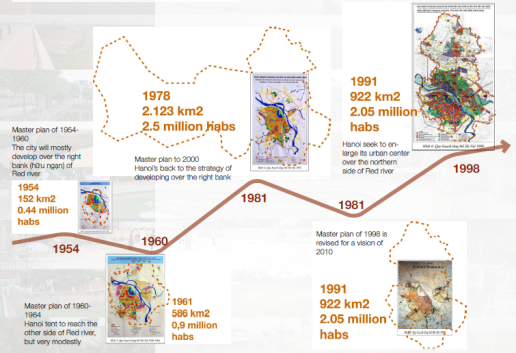 1978
2.123 km2
2.5 million habs
1991
922 km2
2.05 million
habs
Master plan of 1954-
1960
The city will mostly
develop over the right
bank (hữu ngạn) of
Red river
Master plan to 2000
Hanoi's back to the strategy of
developing over the right bank
Hanoi seek to en-
large its urban center
over the northern
side of Red river
1954
152 km2
0.44 million
habs
1954
1960
1981
1981
1998
Master plan of 1960-
1964
Hanoi tent to reach the
other side of Red river,
but very modestly
1961
586 km2
0,9 million
habs
Master plan of 1998 is
revised for a vision of
2010
1991
922 km2
2.05 million
habs